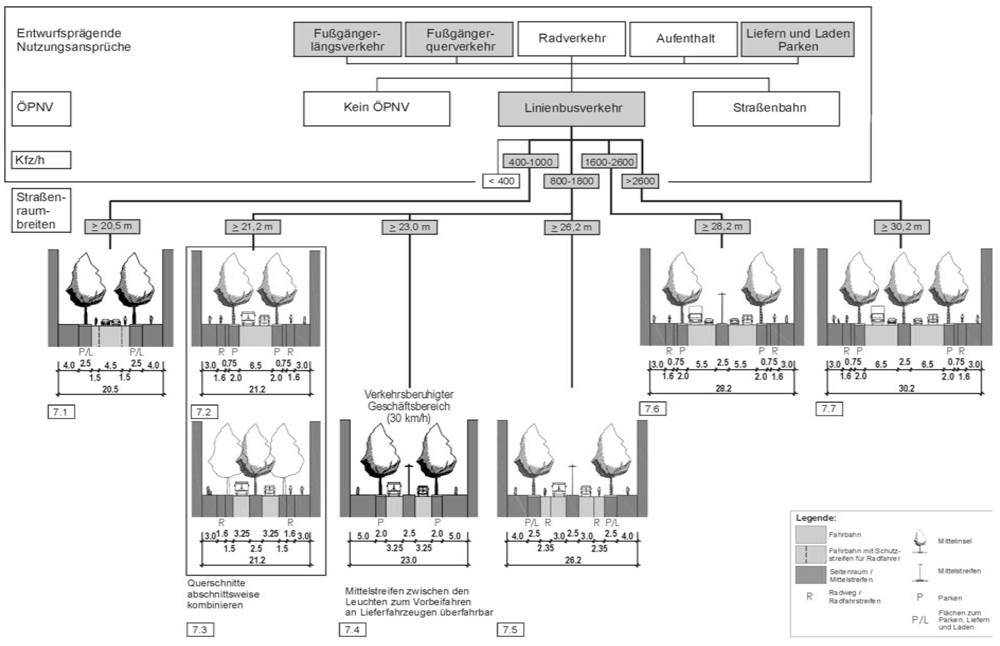 Entwurfsprägende
Nutzungsansprüche
Fußgänger-
längsverkehr
Fußgänger-
querverkehr
Radverkehr
Aufenthalt
Liefern und Laden
Parken
ÖPNV
Kein ÖPNV
Linienbusverkehr
Straßenbahn
Kfz/h
400-1000
1600-2600
< 400
800-1800
>2600
Straßen-
raum-
breiten
≥ 20,5 m
≥ 21,2 m
≥ 23,0 m
≥ 26,2 m
≥ 28,2 m
≥ 30,2 m
P/L P/L
4.0 2.5 4.5 2.5 4.0
1.5 1.5
20.5
7.1
R P P R
3.0 0.75 6.5 0.75 3.0
1.6 2.0 2.0 1.6
21.2
7.2
R P P R
3.0 0.75 5.5 2.5 5.5 0.75 3.0
1.6 2.0 2.0 1.6
28.2
7.6
R P P R
3.0 0.75 6.5 2.5 6.5 0.75 3.0
1.6 2.0 2.0 1.6
30.2
7.7
R R
3.0 1.6 3.25 3.25 1.6 3.0
1.5 2.5 1.5
21.2
Querschnitte
abschnittsweise
kombinieren
7.3
Verkehrsberuhigter
Geschäftsbereich
(30 km/h)
P P
5.0 2.0 2.5 2.0 5.0
3.25 3.25
23.0
Mittelstreifen zwischen den
Leuchten zum Vorbeifahren
an Lieferfahrzeugen überfahrbar
7.4
P/L R R P/L
4.0 2.5 3.0 2.5 3.0 2.5 4.0
2.35 2.35
26.2
7.5
Legende:
Fahrbahn
Fahrbahn mit Schutz-
streifen für Radfahrer
Seitenraum /
Mittelstreifen
R Radweg /
Radfahrstreifen
Mittelinsel
Mittelstreifen
P Parken
P/L Flächen zum
Parken, Liefern
und Laden